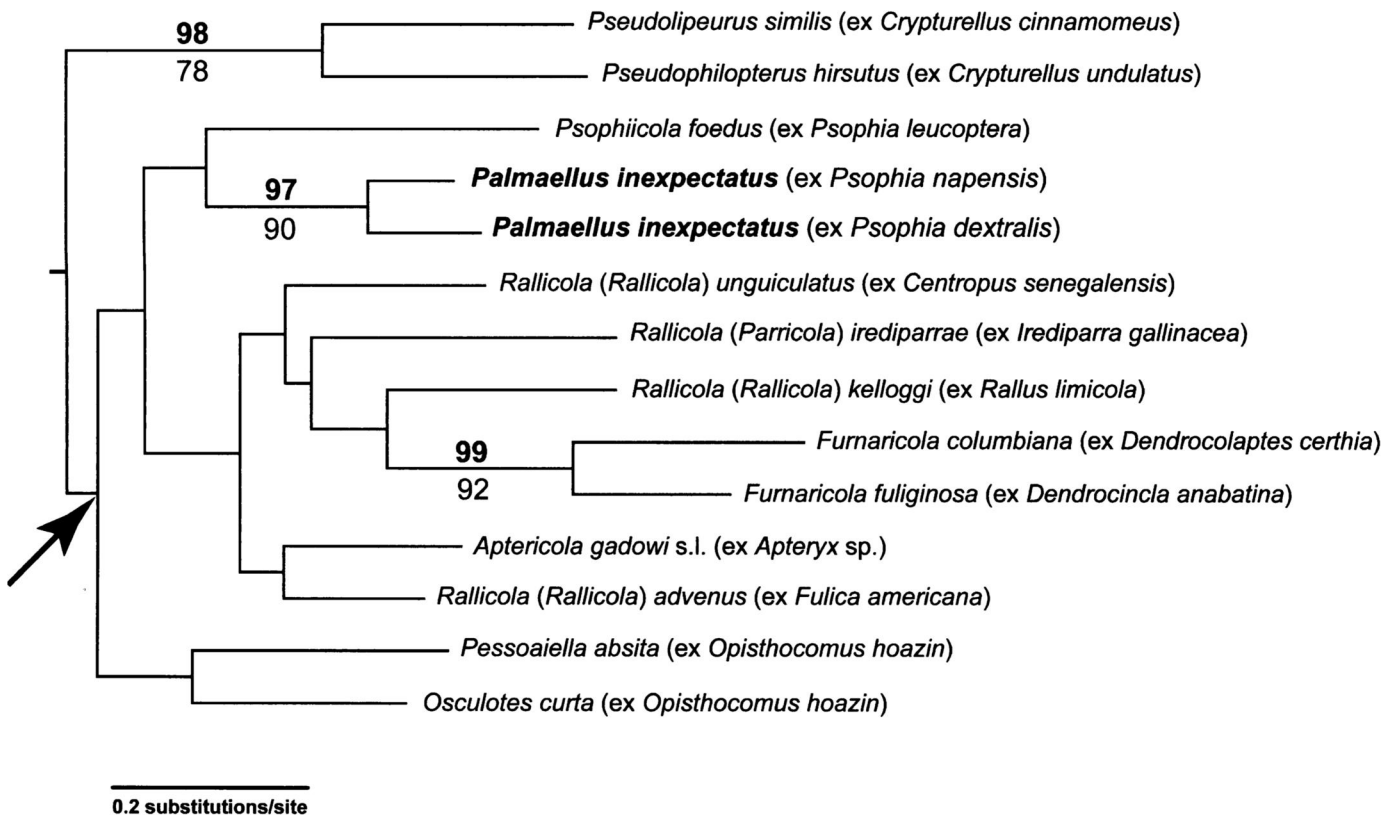 98
78
Pseudolipeurus similis (ex Crypturellus cinnamomeus)
Pseudophilopterus hirsutus (ex Crypturellus undulatus)
Psophiicola foedus (ex Psophia leucoptera)
97
90
Palmaellus inexpectatus (ex Psophia napensis)
Palmaellus inexpectatus (ex Psophia dextralis)
Rallicola (Rallicola) unguiculatus (ex Centropus senegalensis)
Rallicola (Parricola) irediparrae (ex Irediparra gallinacea)
Rallicola (Rallicola) kelloggi (ex Rallus limicola)
99
92
Furnaricola columbiana (ex Dendrocolaptes certhia)
Furnaricola fuliginosa (ex Dendrocincla anabatina)
Aptericola gadowi s.l. (ex Apteryx sp.)
Rallicola (Rallicola) advenus (ex Fulica americana)
Pessoaiella absita (ex Opisthocomus hoazin)
Osculotes curta (ex Opisthocomus hoazin)
0.2 substitutions/site